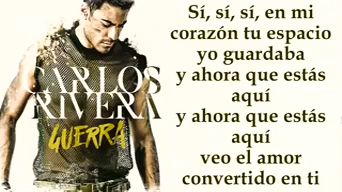 CARLOS
RIVERA
GUERRA
Sí, sí, sí, en mi
corazón tu espacio
yo guardaba
y ahora que estás
aquí
y ahora que estás
aquí
veo el amor
convertido en ti